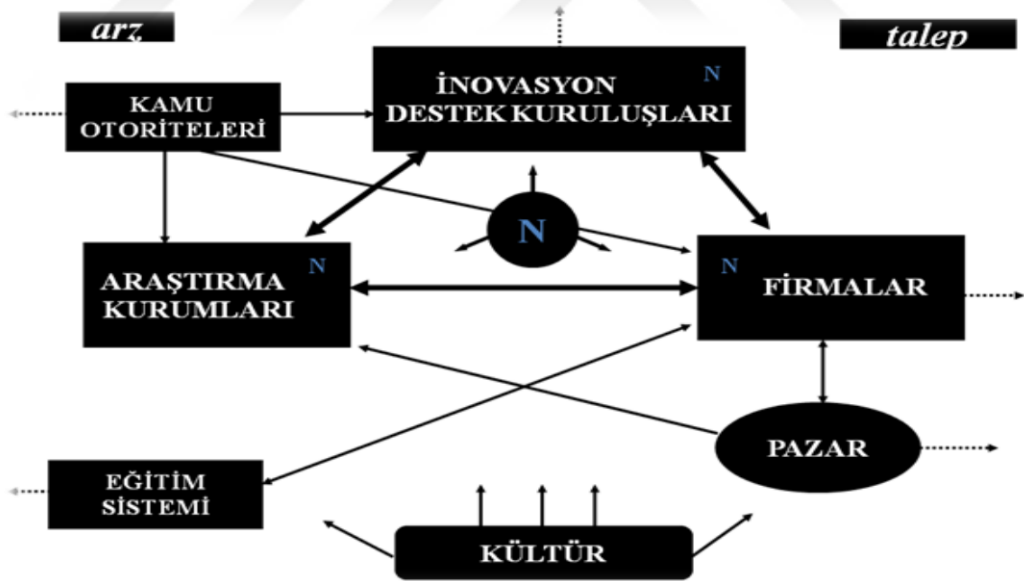 arz
talep
İNOVASYON
DESTEK KURULUŞLARI
N
KAMU
OTORİTELERİ
N
ARAŞTIRMA
KURUMLARI
N
N
FİRMALAR
PAZAR
EĞİTİM
SİSTEMİ
KÜLTÜR